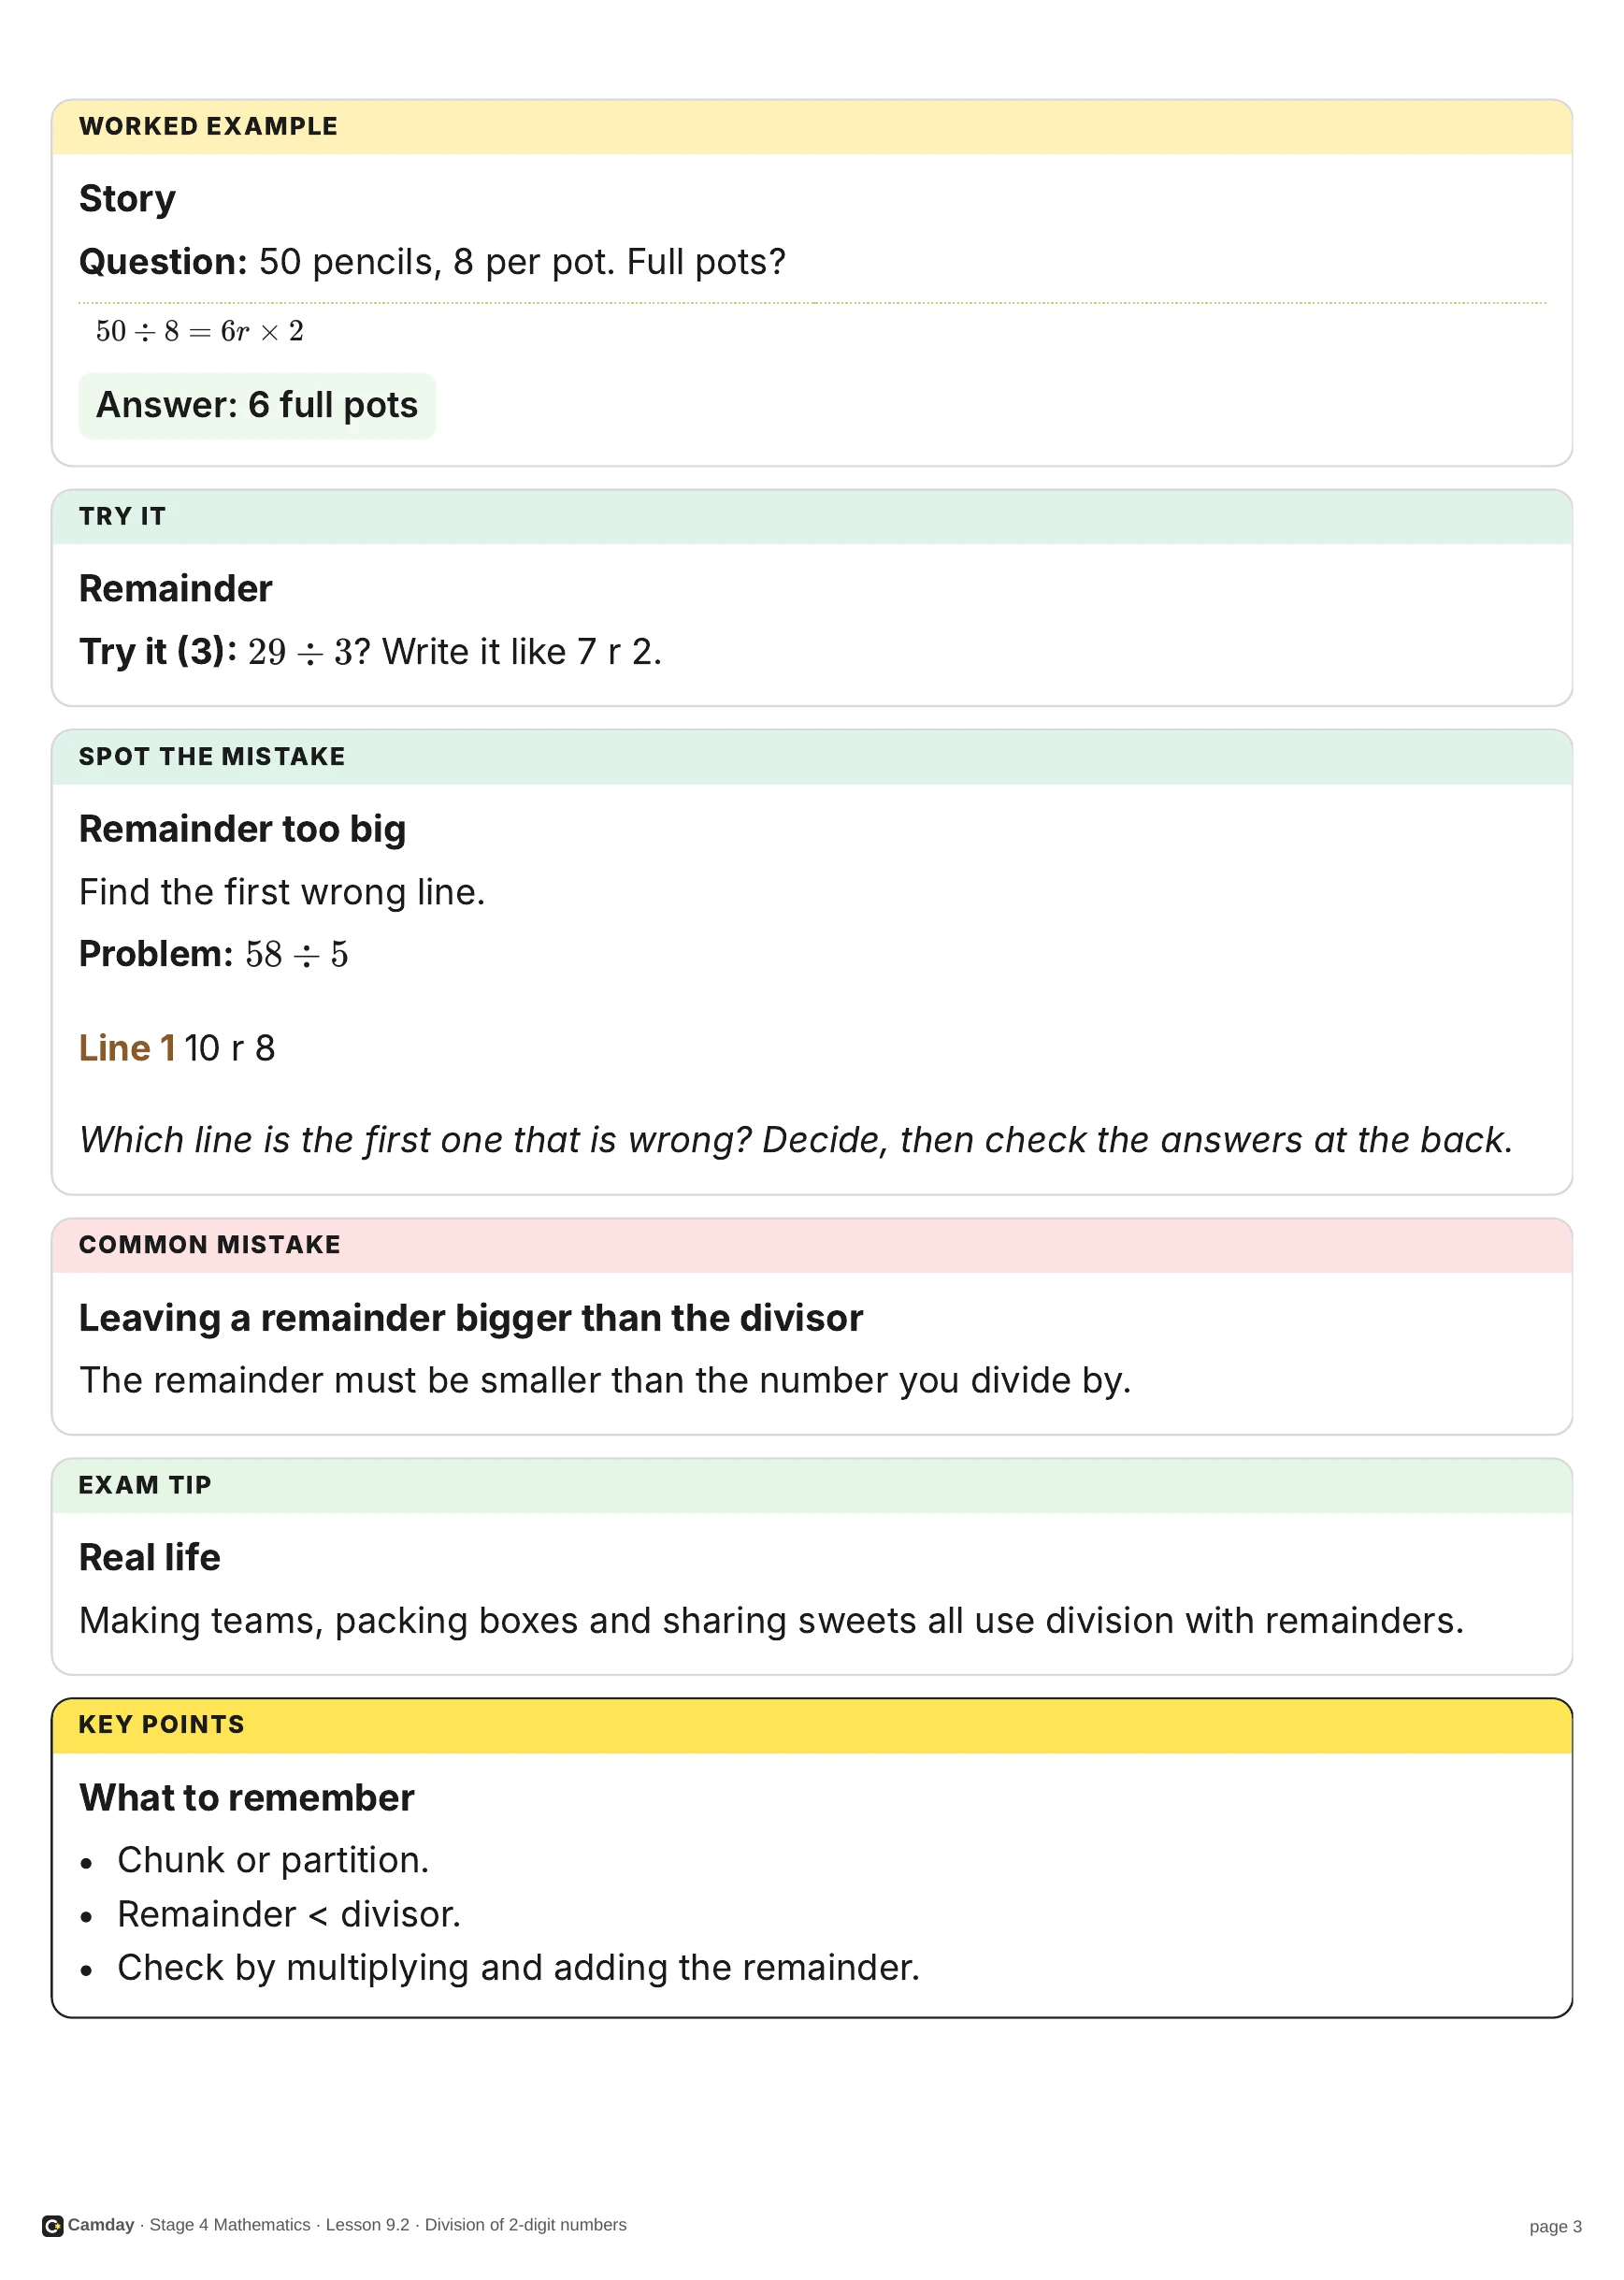 WORKED EXAMPLE
Story
Question: 50 pencils, 8 per pot. Full pots?
50 ÷ 8 = 6r × 2
Answer: 6 full pots
TRY IT
Remainder
Try it (3): 29 ÷ 3? Write it like 7 r 2.
SPOT THE MISTAKE
Remainder too big
Find the first wrong line.
Problem: 58 ÷ 5
Line 1 10 r 8
Which line is the first one that is wrong? Decide, then check the answers at the back.
COMMON MISTAKE
Leaving a remainder bigger than the divisor
The remainder must be smaller than the number you divide by.
EXAM TIP
Real life
Making teams, packing boxes and sharing sweets all use division with remainders.
KEY POINTS
What to remember
• Chunk or partition.
• Remainder < divisor.
• Check by multiplying and adding the remainder.
Camday · Stage 4 Mathematics · Lesson 9.2 · Division of 2-digit numbers page 3